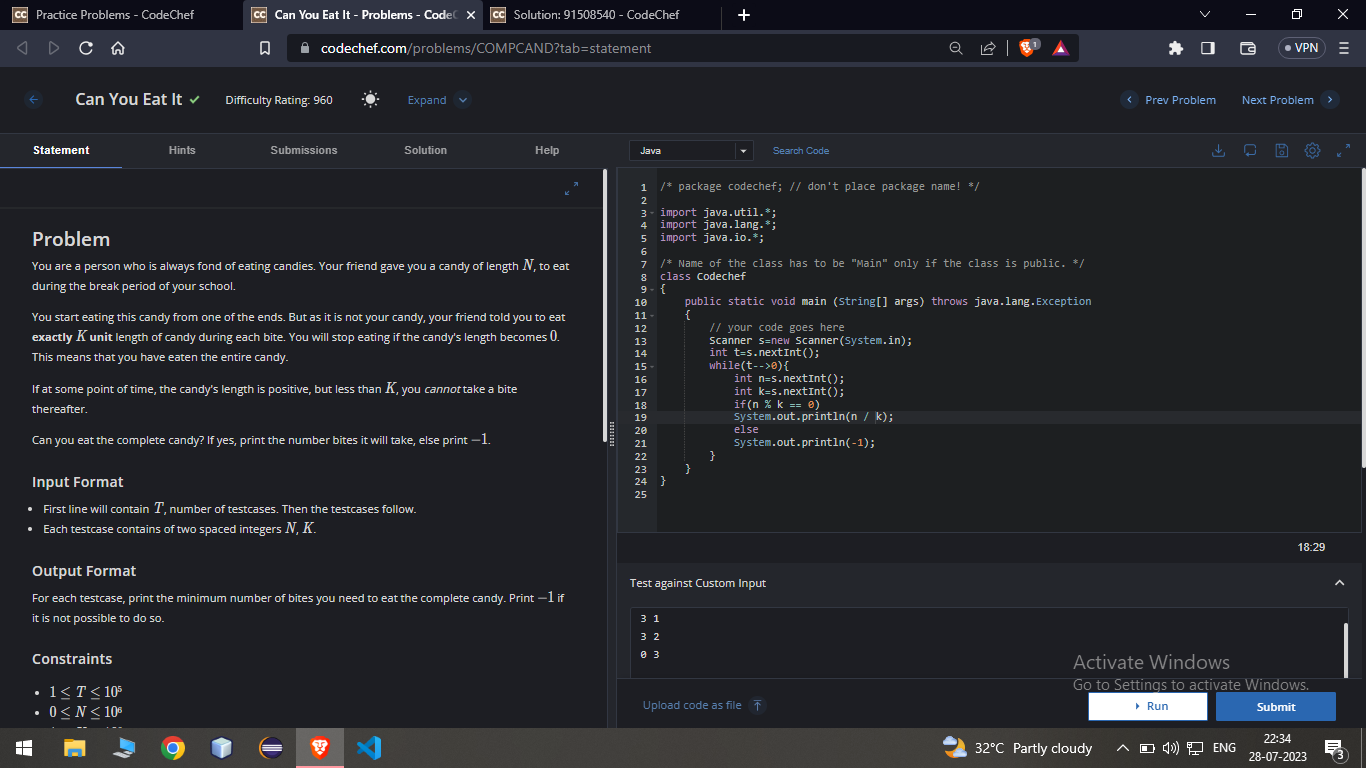 Practice Problems - CodeChef
Can You Eat It - Problems - CodeC
Solution: 91508540 - CodeChef
codechef.com/problems/COMPCAND?tab=statement
1
VPN
Can You Eat It
Difficulty Rating: 960
Expand
Prev Problem
Next Problem
Statement
Hints
Submissions
Solution
Help
Java
Search Code
Problem
You are a person who is always fond of eating candies. Your friend gave you a candy of length N, to eat
during the break period of your school.
You start eating this candy from one of the ends. But as it is not your candy, your friend told you to eat
exactly K unit length of candy during each bite. You will stop eating if the candy's length becomes 0.
This means that you have eaten the entire candy.
If at some point of time, the candy's length is positive, but less than K, you cannot take a bite
thereafter.
Can you eat the complete candy? If yes, print the number bites it will take, else print −1.
Input Format
• First line will contain T, number of testcases. Then the testcases follow.
• Each testcase contains of two spaced integers N, K.
Output Format
For each testcase, print the minimum number of bites you need to eat the complete candy. Print −1 if
it is not possible to do so.
Constraints
• 1 ≤ T ≤ 10⁵
• 0 ≤ N ≤ 10⁶
1 /* package codechef; // don't place package name! */
2
3 import java.util.*;
4 import java.lang.*;
5 import java.io.*;
6
7 /* Name of the class has to be "Main" only if the class is public. */
8 class Codechef
9 {
10 public static void main (String[] args) throws java.lang.Exception
11 {
12 // your code goes here
13 Scanner s=new Scanner(System.in);
14 int t=s.nextInt();
15 while(t-->0){
16 int n=s.nextInt();
17 int k=s.nextInt();
18 if(n % k == 0)
19 System.out.println(n / k);
20 else
21 System.out.println(-1);
22 }
23 }
24 }
25
18:29
Test against Custom Input
3 1
3 2
0 3
Activate Windows
Go to Settings to activate Windows.
Upload code as file
Run
Submit
32°C Partly cloudy
ENG
22:34
28-07-2023
3